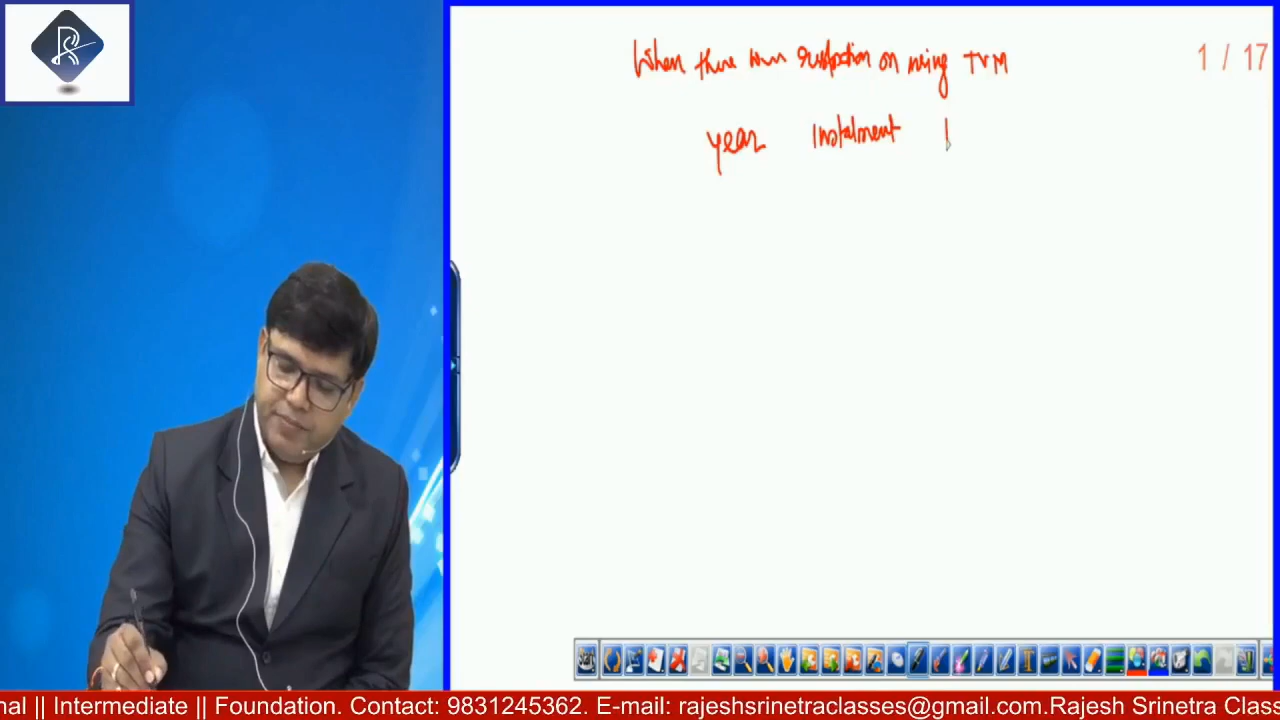 When there was restriction on using TVM
1 / 17
year Instalment
nal || Intermediate || Foundation. Contact: 9831245362. E-mail: rajeshsrinetraclasses@gmail.com.Rajesh Srinetra Class